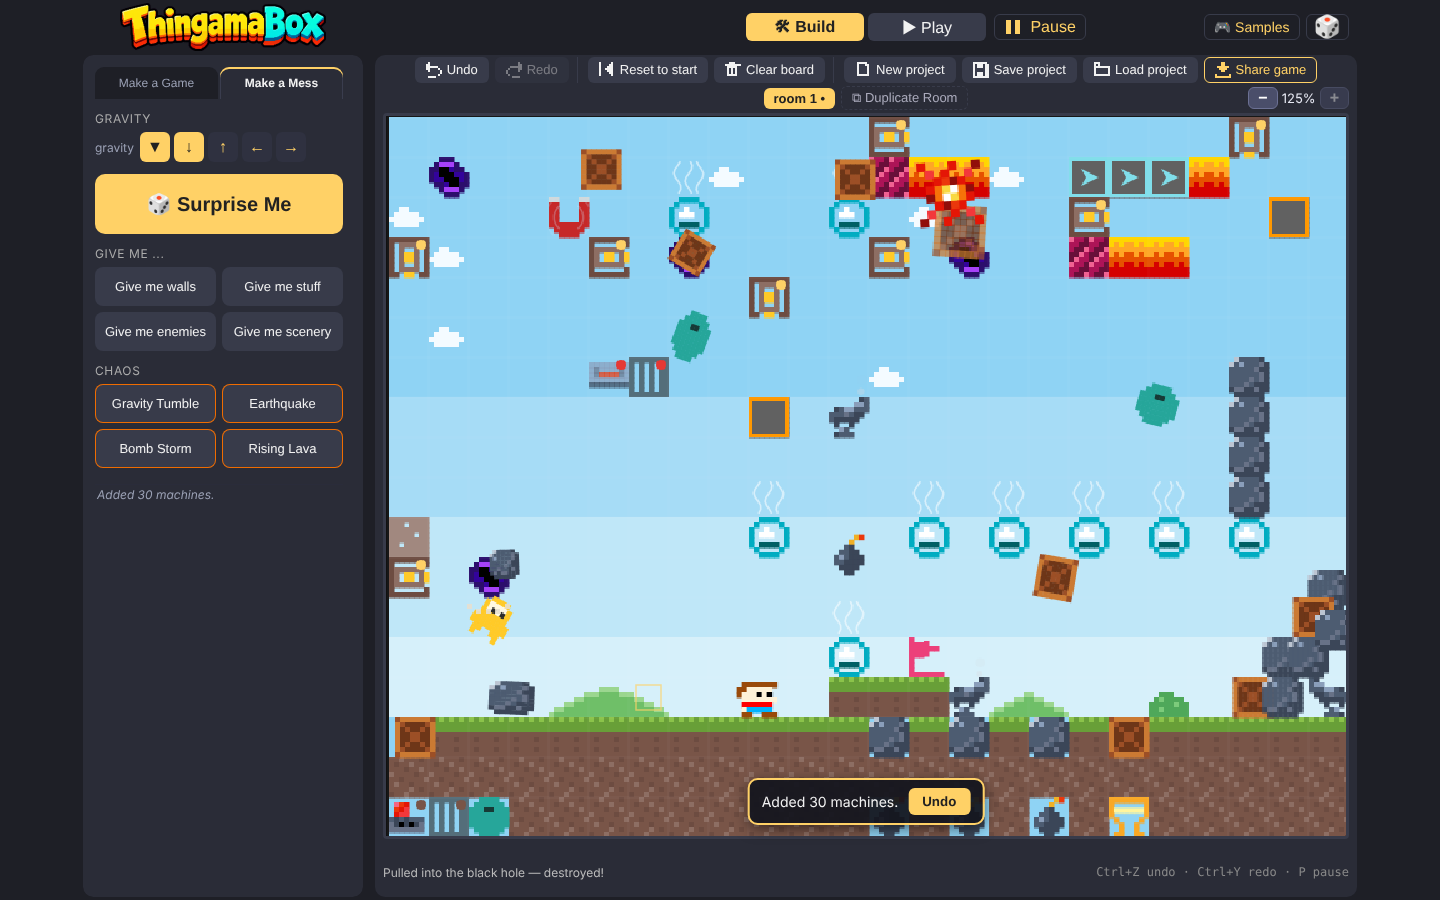 ThingamaBox
🛠 Build
▶ Play
Pause
🎮 Samples
Make a Game
Make a Mess
Undo
Redo
Reset to start
Clear board
New project
Save project
Load project
Share game
room 1 •
Duplicate Room
− 125% +
GRAVITY
gravity ▼ ↓ ↑ ← →
🎲 Surprise Me
GIVE ME ...
Give me walls
Give me stuff
Give me enemies
Give me scenery
CHAOS
Gravity Tumble
Earthquake
Bomb Storm
Rising Lava
Added 30 machines.
Added 30 machines. Undo
Pulled into the black hole — destroyed!
Ctrl+Z undo · Ctrl+Y redo · P pause